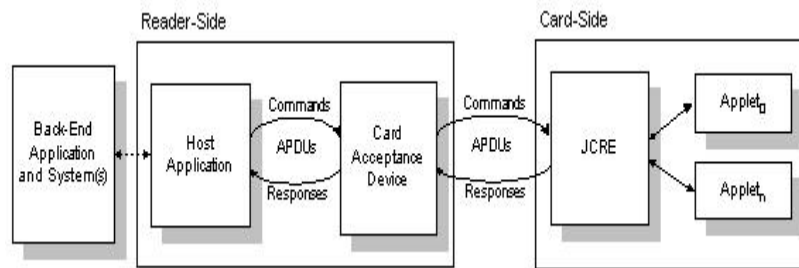 Reader-Side
Card-Side
Back-End
Application
and System(s)
Host
Application
Commands
APDUs
Responses
Card
Acceptance
Device
Commands
APDUs
Responses
JCRE
Applet0
Appletn